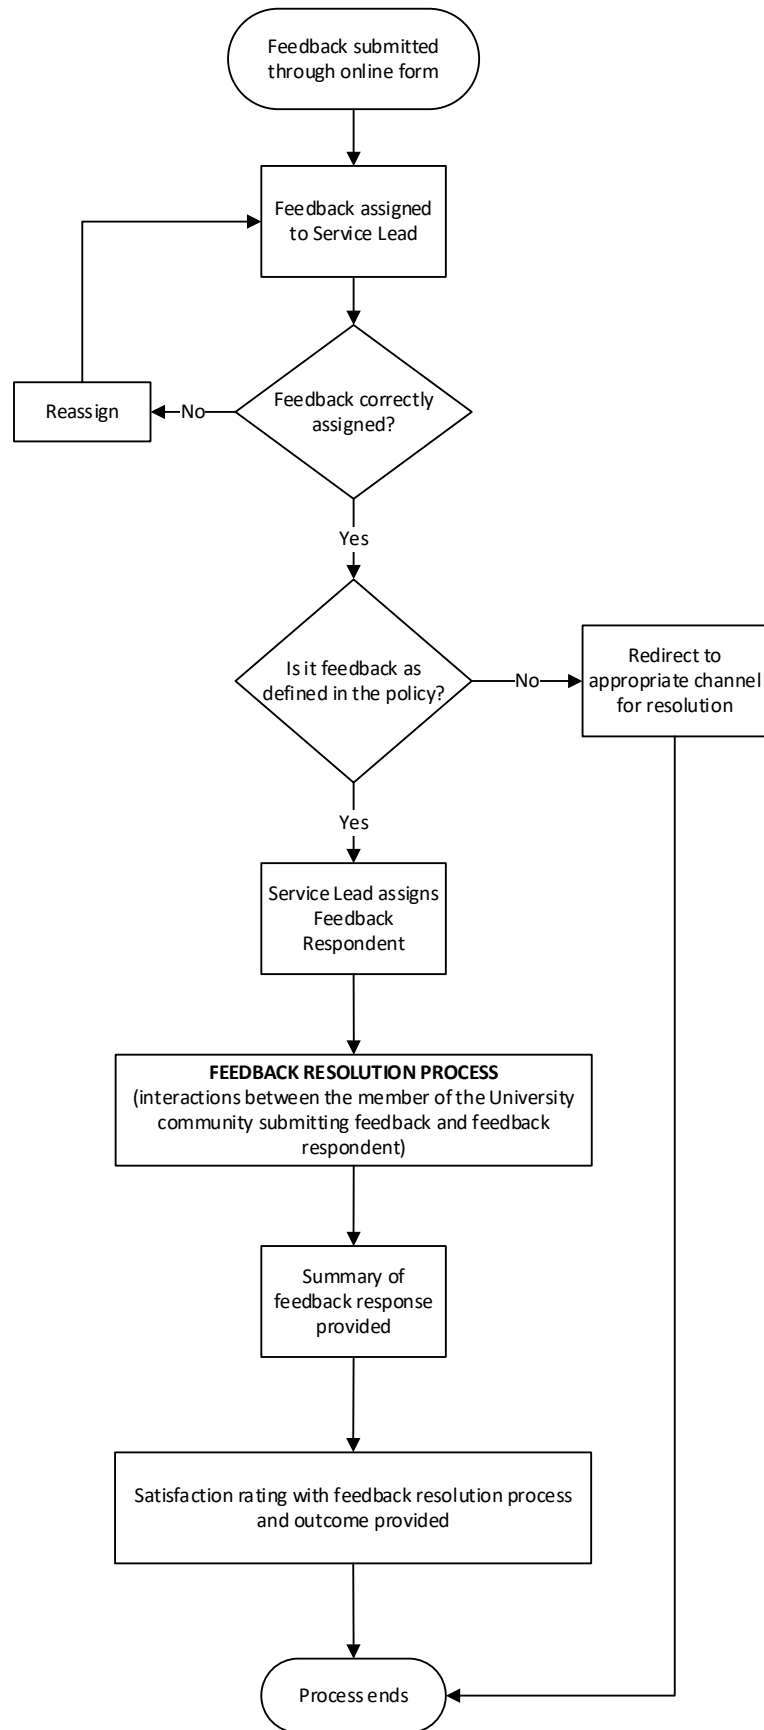 Feedback submitted
through online form
Feedback assigned
to Service Lead
Reassign
No
Feedback correctly
assigned?
Yes
Is it feedback as
defined in the policy?
No
Redirect to
appropriate channel
for resolution
Yes
Service Lead assigns
Feedback
Respondent
FEEDBACK RESOLUTION PROCESS
(interactions between the member of the University
community submitting feedback and feedback
respondent)
Summary of
feedback response
provided
Satisfaction rating with feedback resolution process
and outcome provided
Process ends